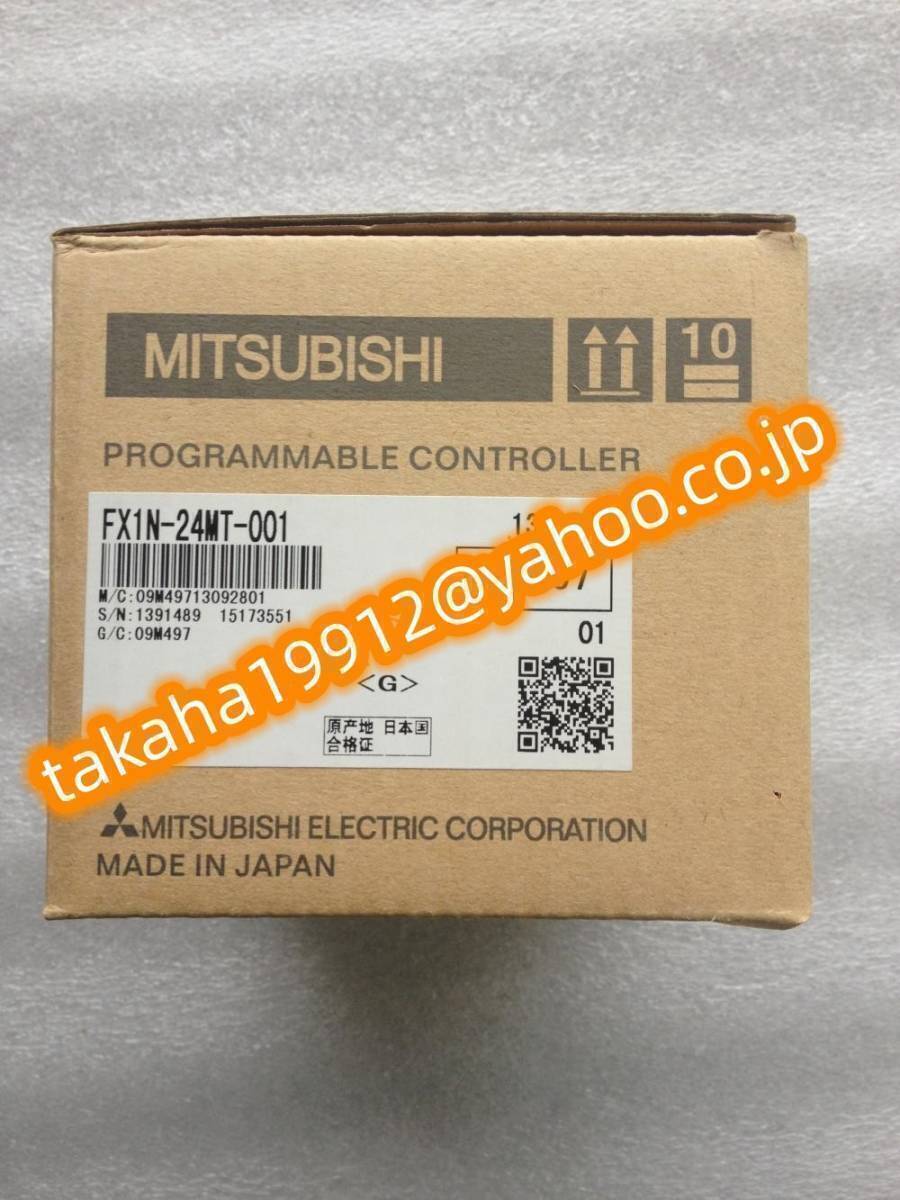 MITSUBISHI
10
PROGRAMMABLE CONTROLLER
FX1N-24MT-001
M/C:09M49713092801
S/N:1391489 15173551
G/C:09M497
01
<G>
原产地 日本国
合格证
takaha19912@yahoo.co.jp
MITSUBISHI ELECTRIC CORPORATION
MADE IN JAPAN